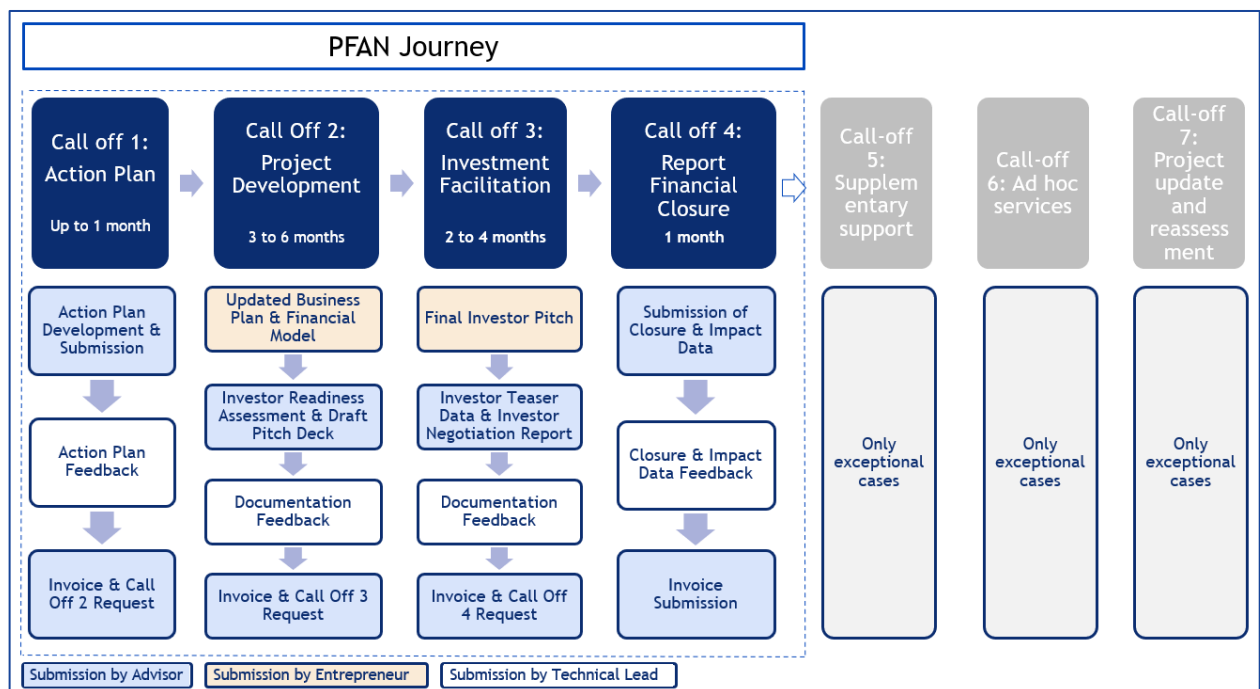 PFAN Journey
Call off 1:
Action Plan
Up to 1 month
Call Off 2:
Project
Development
3 to 6 months
Call off 3:
Investment
Facilitation
2 to 4 months
Call off 4:
Report
Financial
Closure
1 month
Call-off
5:
Supplem
entary
support
Call-off
6: Ad hoc
services
Call-off
7:
Project
update
and
reassess
ment
Action Plan
Development &
Submission
Action Plan
Feedback
Invoice & Call
Off 2 Request
Updated Business
Plan & Financial
Model
Investor Readiness
Assessment & Draft
Pitch Deck
Documentation
Feedback
Invoice & Call Off 3
Request
Final Investor Pitch
Investor Teaser
Data & Investor
Negotiation Report
Documentation
Feedback
Invoice & Call Off
4 Request
Submission of
Closure & Impact
Data
Closure & Impact
Data Feedback
Invoice
Submission
Only
exceptional
cases
Only
exceptional
cases
Only
exceptional
cases
Submission by Advisor
Submission by Entrepreneur
Submission by Technical Lead